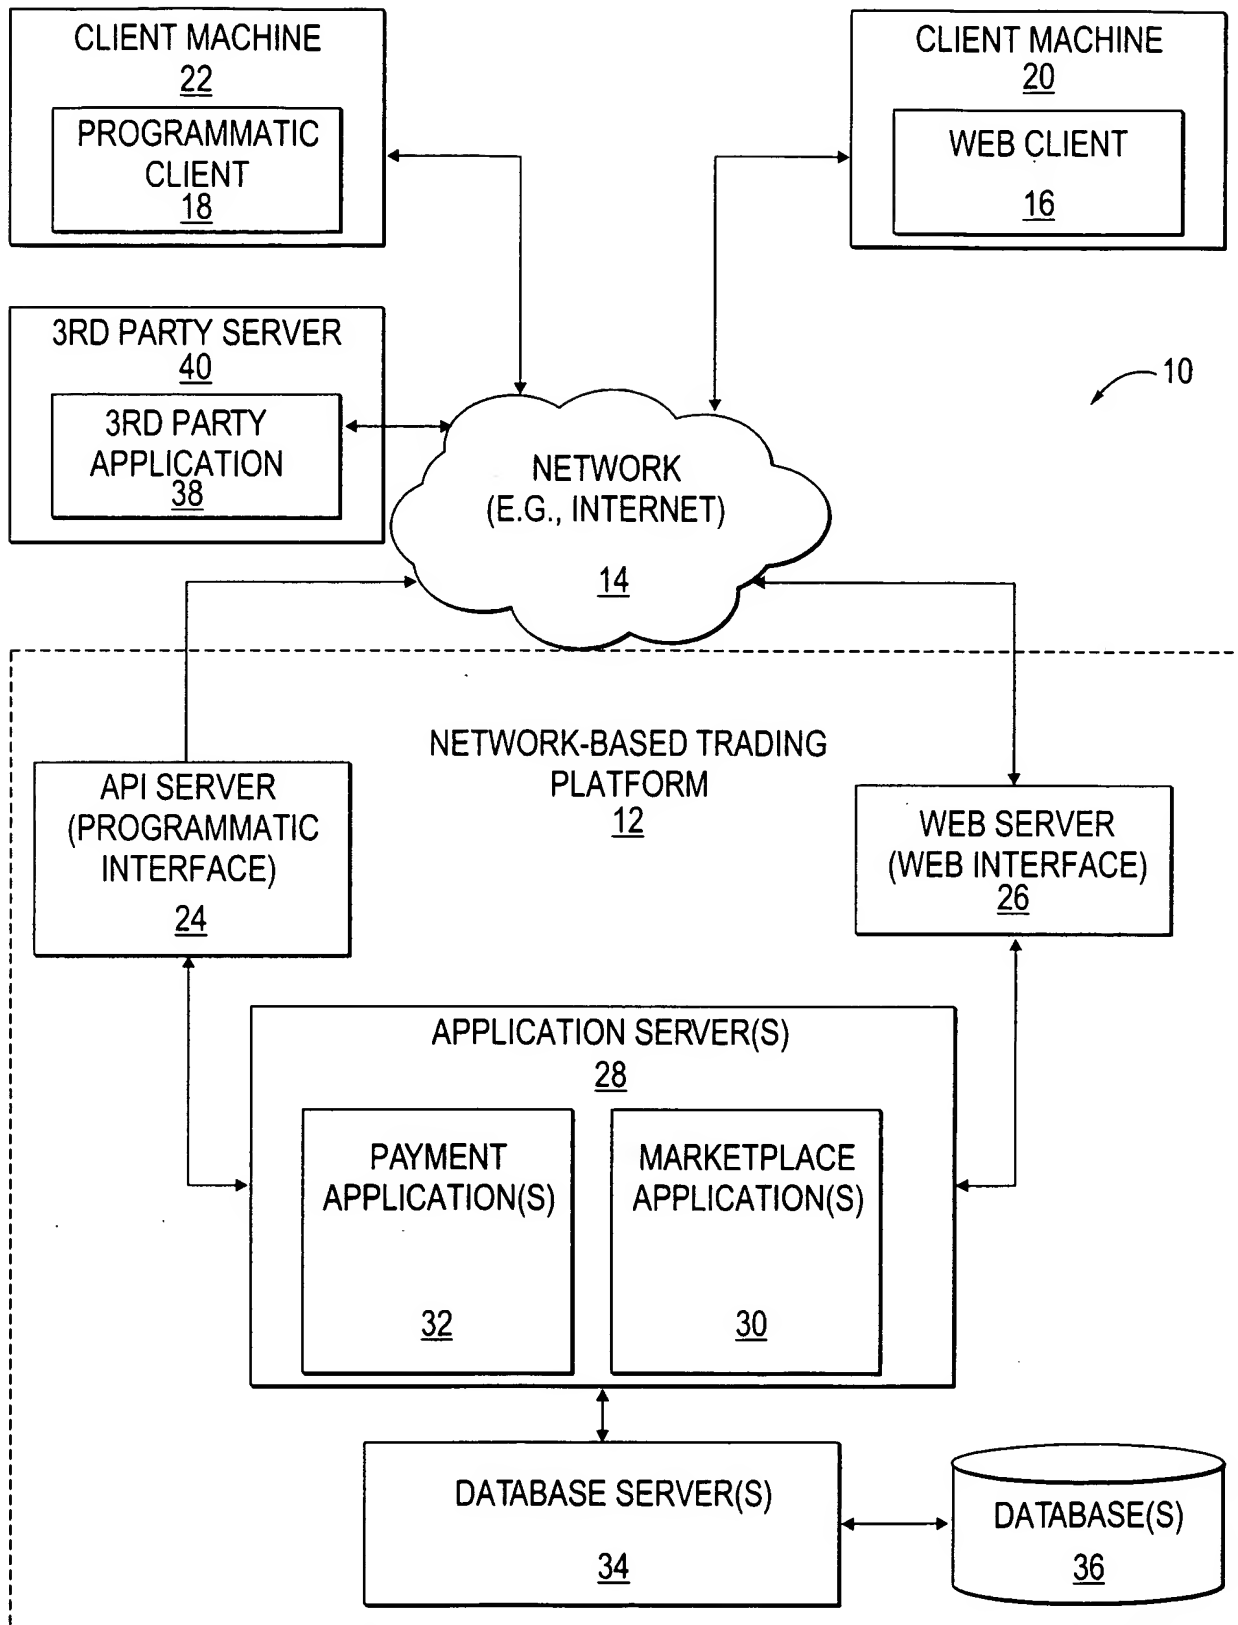 CLIENT MACHINE
22
PROGRAMMATIC
CLIENT
18
CLIENT MACHINE
20
WEB CLIENT
16
3RD PARTY SERVER
40
3RD PARTY
APPLICATION
38
10
NETWORK
(E.G., INTERNET)
14
NETWORK-BASED TRADING
PLATFORM
12
API SERVER
(PROGRAMMATIC
INTERFACE)
24
WEB SERVER
(WEB INTERFACE)
26
APPLICATION SERVER(S)
28
PAYMENT
APPLICATION(S)
32
MARKETPLACE
APPLICATION(S)
30
DATABASE SERVER(S)
34
DATABASE(S)
36